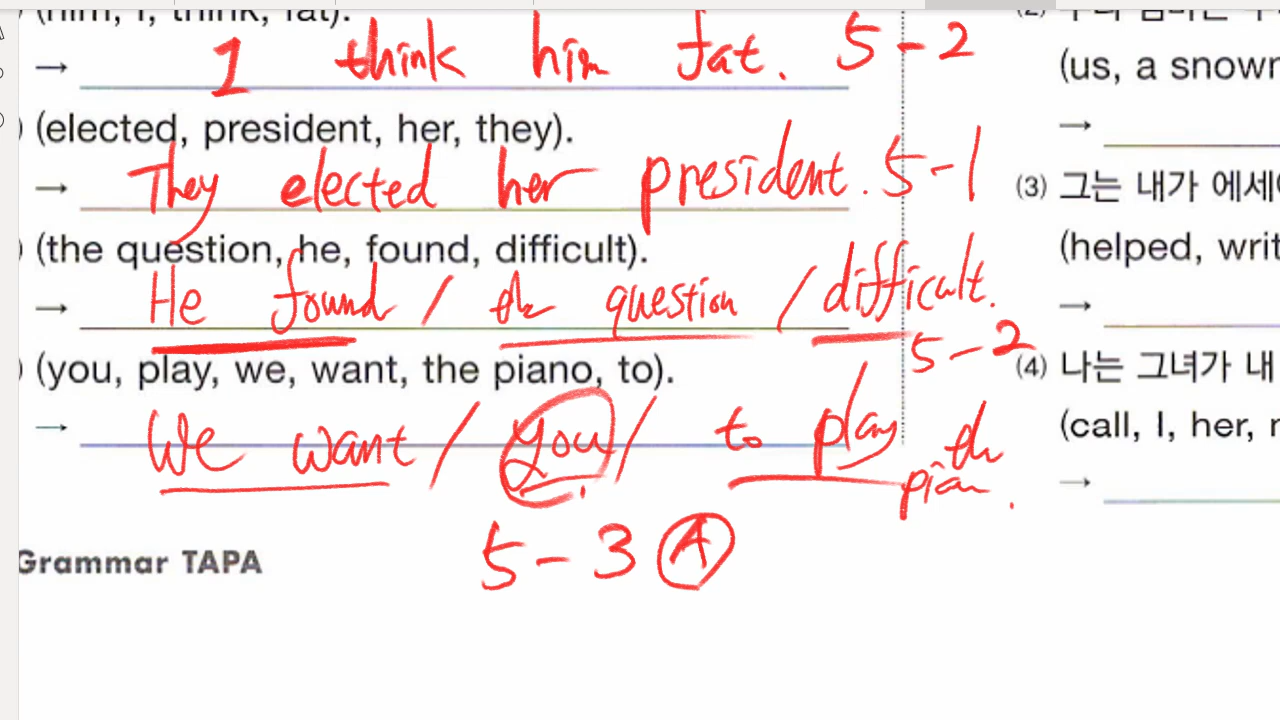 (him, I, think, fat).
→ I think him fat. 5-2
) (elected, president, her, they).
→ They elected her president. 5-1
) (the question, he, found, difficult).
→ He found / the question / difficult.
5-2
) (you, play, we, want, the piano, to).
→ We want / you / to play the
piano.
5-3 A
Grammar TAPA
(2)
(us, a snown
→
(3) 그는 내가 에세이
(helped, writ
→
(4) 나는 그녀가 내
(call, I, her, r
→